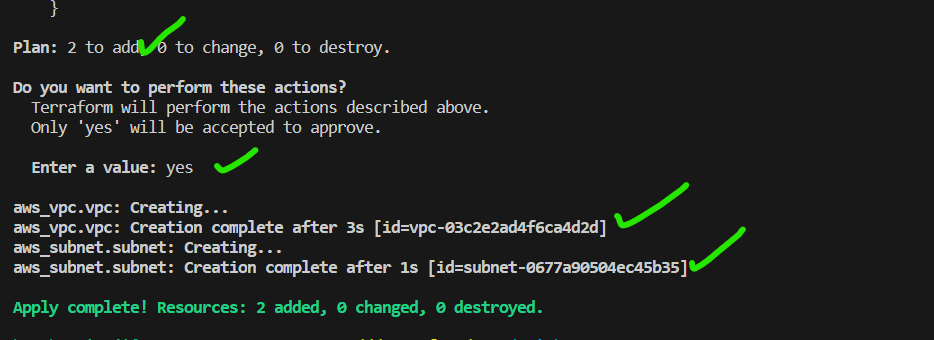 }
Plan: 2 to add, 0 to change, 0 to destroy.
Do you want to perform these actions?
Terraform will perform the actions described above.
Only 'yes' will be accepted to approve.
Enter a value: yes
aws_vpc.vpc: Creating...
aws_vpc.vpc: Creation complete after 3s [id=vpc-03c2e2ad4f6ca4d2d]
aws_subnet.subnet: Creating...
aws_subnet.subnet: Creation complete after 1s [id=subnet-0677a90504ec45b35]
Apply complete! Resources: 2 added, 0 changed, 0 destroyed.